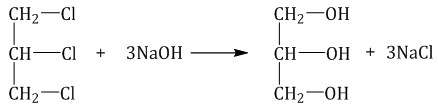 CH₂—Cl CH₂—OH
CH—Cl + 3NaOH ⟶ CH—OH + 3NaCl
CH₂—Cl CH₂—OH